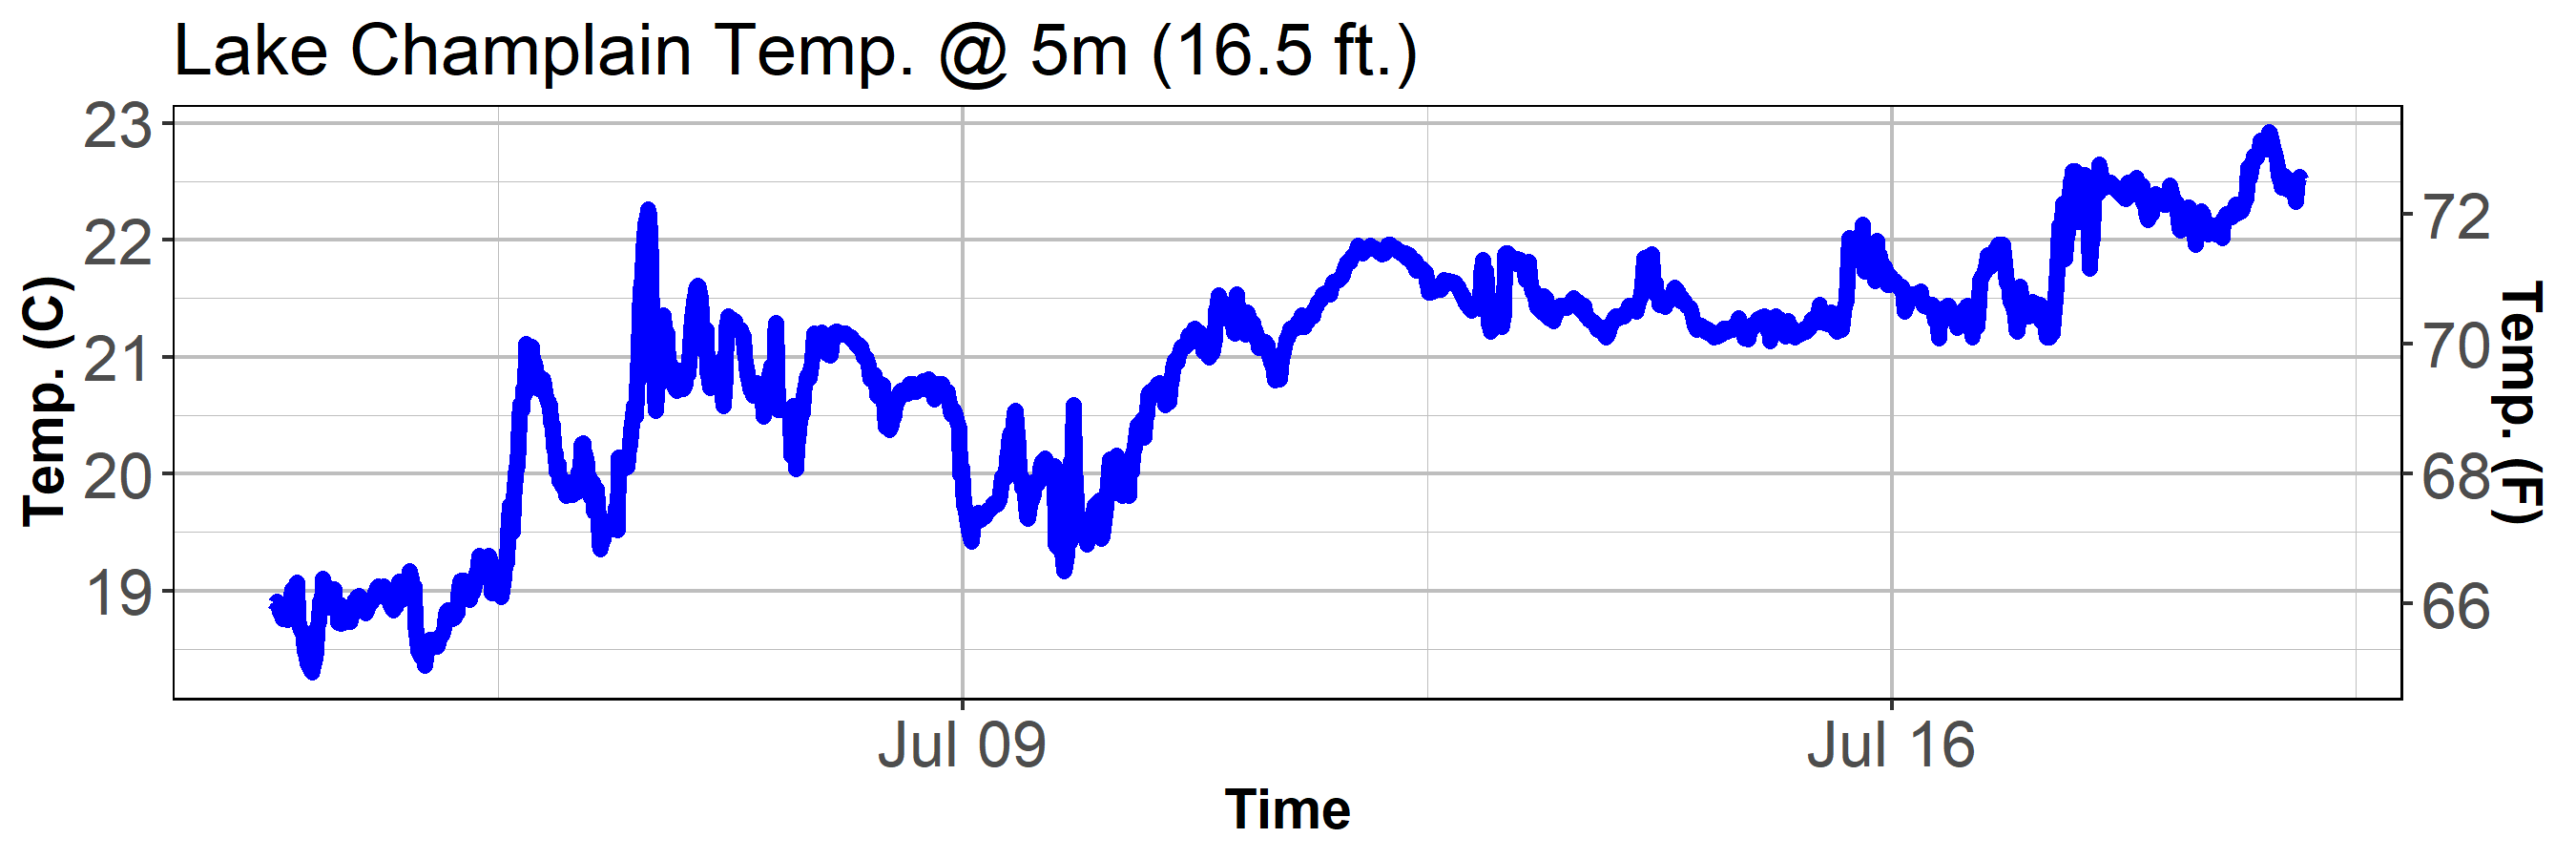 Lake Champlain Temp. @ 5m (16.5 ft.)
Temp. (C)
23
22
21
20
19
72
70
68
66
Temp. (F)
Jul 09
Jul 16
Time